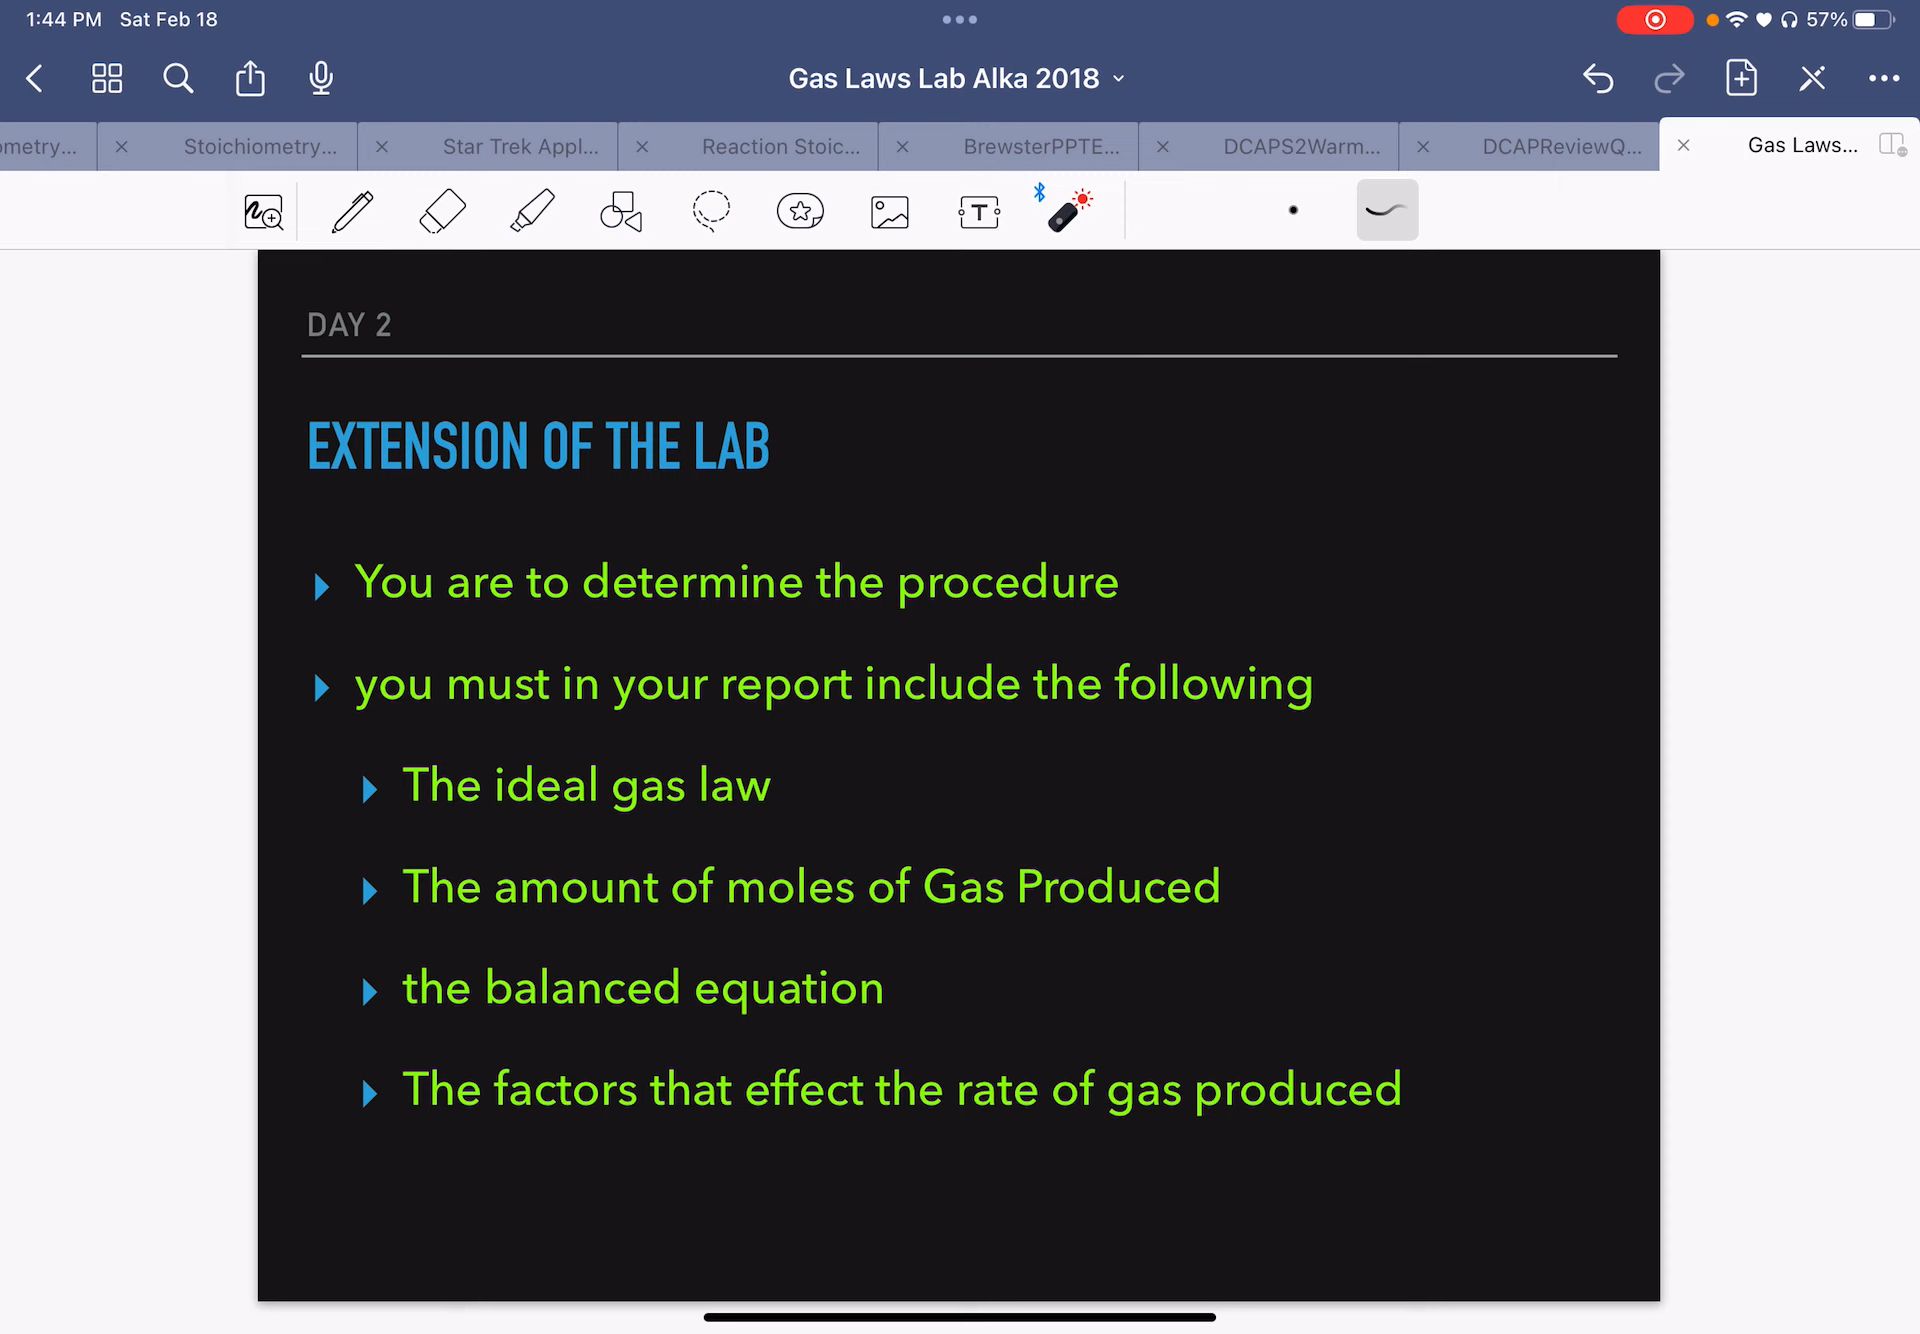 1:44 PM Sat Feb 18
57%
Gas Laws Lab Alka 2018
ometry...
Stoichiometry...
Star Trek Appl...
Reaction Stoic...
BrewsterPPTE...
DCAPS2Warm...
DCAPReviewQ...
Gas Laws...
T
DAY 2
EXTENSION OF THE LAB
You are to determine the procedure
you must in your report include the following
The ideal gas law
The amount of moles of Gas Produced
the balanced equation
The factors that effect the rate of gas produced